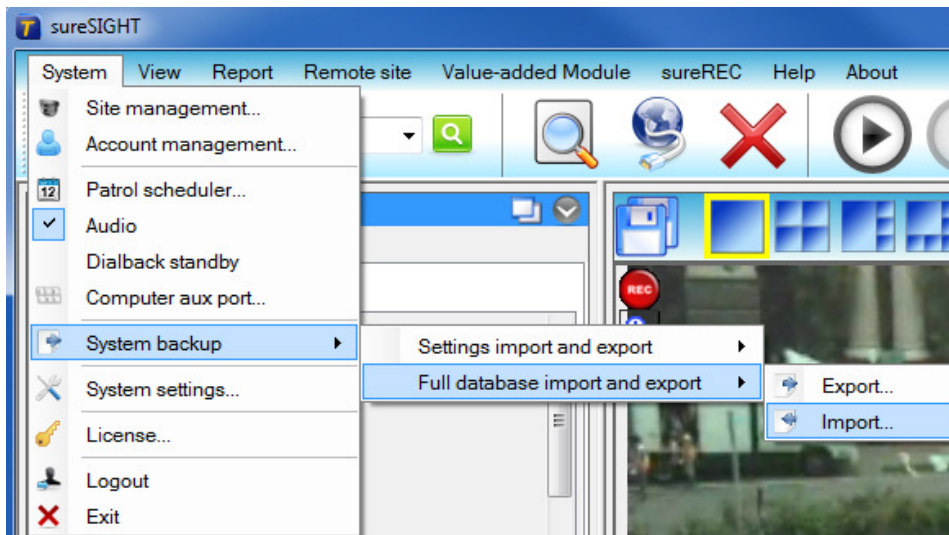 sureSIGHT
System View Report Remote site Value-added Module sureREC Help About
Site management...
Account management...
12 Patrol scheduler...
Audio
Dialback standby
Computer aux port...
System backup
Settings import and export
Full database import and export
Export...
Import...
System settings...
License...
Logout
Exit
REC